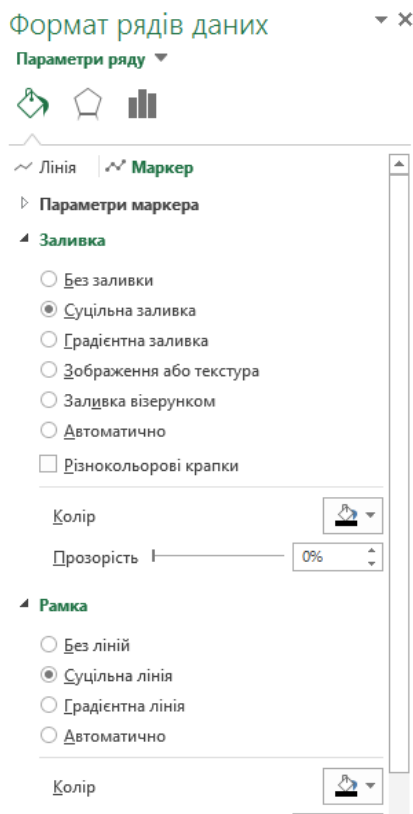 Формат рядів даних
Параметри ряду
Лінія Маркер
Параметри маркера
Заливка
Без заливки
Суцільна заливка
Градієнтна заливка
Зображення або текстура
Заливка візерунком
Автоматично
Різнокольорові крапки
Колір
Прозорість 0%
Рамка
Без ліній
Суцільна лінія
Градієнтна лінія
Автоматично
Колір